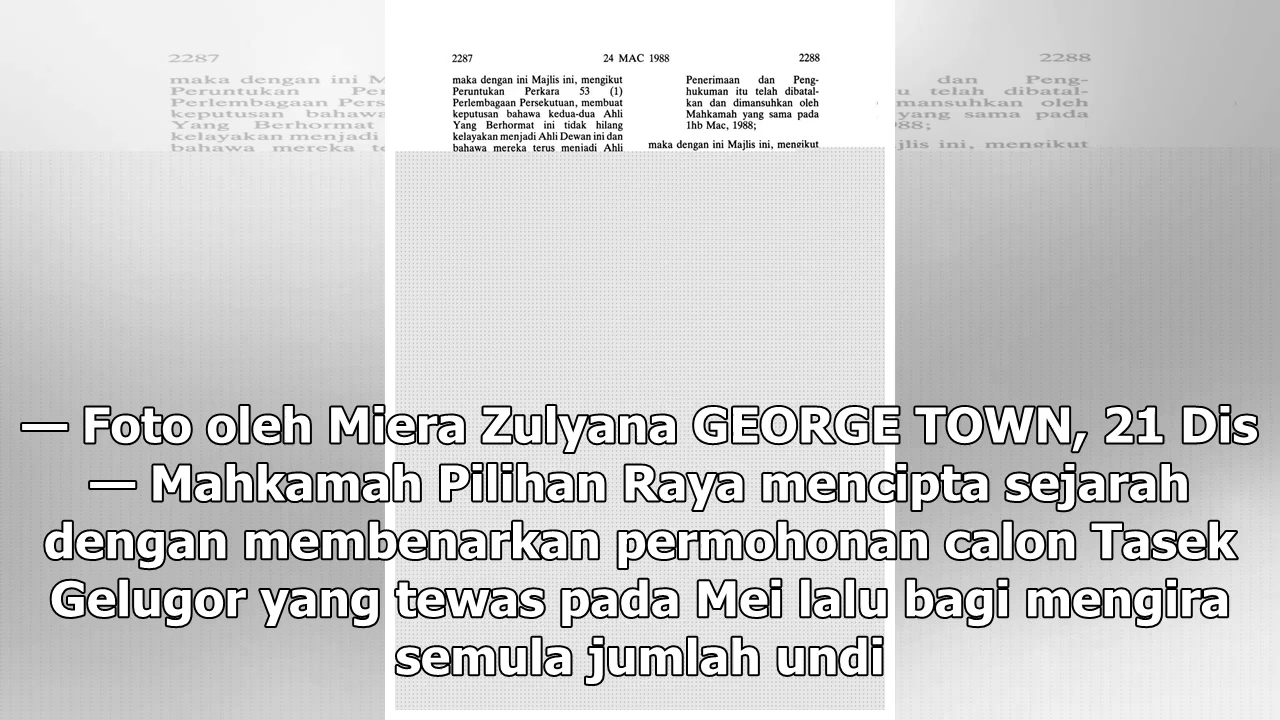 2287 24 MAC 1988 2288
maka dengan ini Majlis ini, mengikut
Peruntukan Perkara 53 (1)
Perlembagaan Persekutuan, membuat
keputusan bahawa kedua-dua Ahli
Yang Berhormat ini tidak hilang
kelayakan menjadi Ahli Dewan ini dan
bahawa mereka terus menjadi Ahli
Penerimaan dan Peng-
hukuman itu telah dibatal-
kan dan dimansuhkan oleh
Mahkamah yang sama pada
1hb Mac, 1988;
maka dengan ini Majlis ini, mengikut
— Foto oleh Miera Zulyana GEORGE TOWN, 21 Dis
— Mahkamah Pilihan Raya mencipta sejarah
dengan membenarkan permohonan calon Tasek
Gelugor yang tewas pada Mei lalu bagi mengira
semula jumlah undi